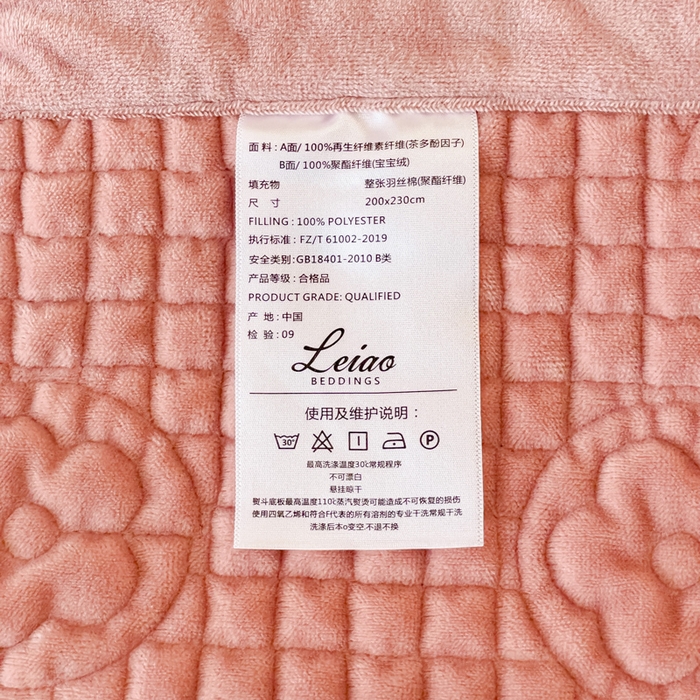 面 料：A面/ 100%再生纤维素纤维(茶多酚因子)
B面/ 100%聚酯纤维(宝宝绒)
填充物 整张羽丝棉(聚酯纤维)
尺 寸 200x230cm
FILLING : 100% POLYESTER
执行标准 : FZ/T 61002-2019
安全类别:GB18401-2010 B类
产品等级 : 合格品
PRODUCT GRADE: QUALIFIED
产 地 : 中国
检 验 : 09
Leiao
BEDDINGS
使用及维护说明：
30° P
最高洗涤温度30℃常规程序
不可漂白
悬挂晾干
熨斗底板最高温度110℃蒸汽熨烫可能造成不可恢复的损伤
使用四氧乙烯和符合F代表的所有溶剂的专业干洗常规干洗
洗涤后本o变空.不退不换